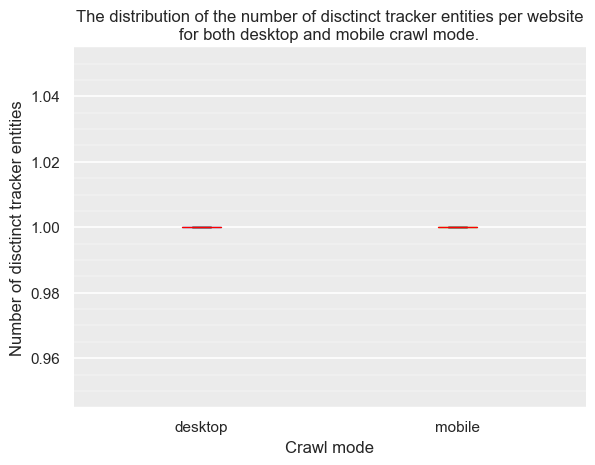 The distribution of the number of disctinct tracker entities per website
for both desktop and mobile crawl mode.
Number of disctinct tracker entities
1.04
1.02
1.00
0.98
0.96
desktop
mobile
Crawl mode